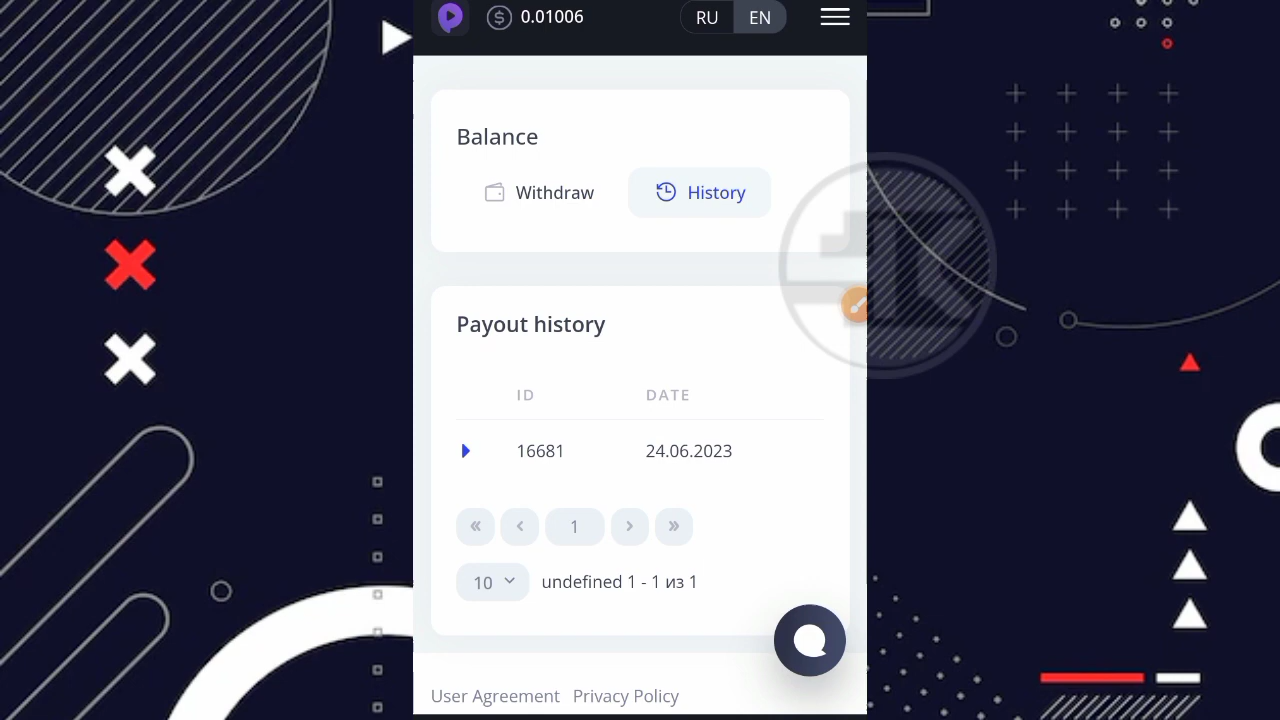 0.01006
RU EN
Balance
Withdraw History
Payout history
ID DATE
16681 24.06.2023
« ‹ 1 › »
10 undefined 1 - 1 из 1
User Agreement Privacy Policy